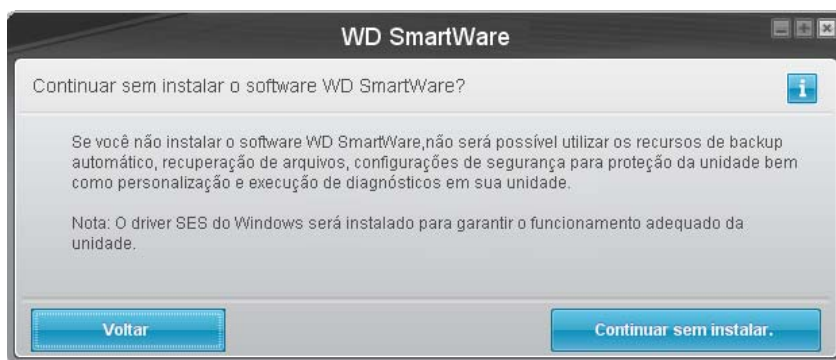 WD SmartWare
Continuar sem instalar o software WD SmartWare?
Se você não instalar o software WD SmartWare,não será possível utilizar os recursos de backup
automático, recuperação de arquivos, configurações de segurança para proteção da unidade bem
como personalização e execução de diagnósticos em sua unidade.
Nota: O driver SES do Windows será instalado para garantir o funcionamento adequado da
unidade.
Voltar
Continuar sem instalar.